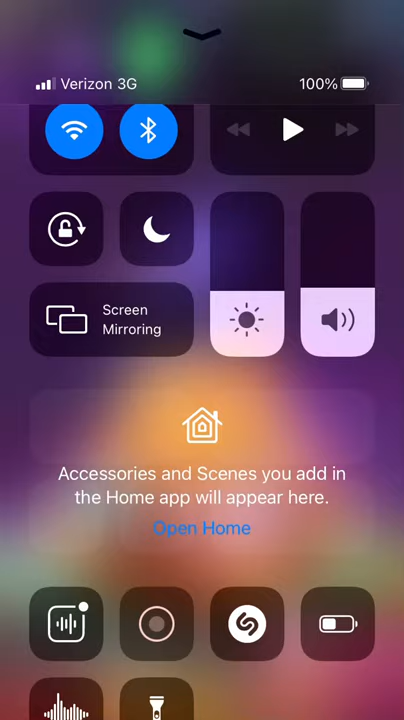 Verizon 3G
100%
Screen
Mirroring
Accessories and Scenes you add in
the Home app will appear here.
Open Home